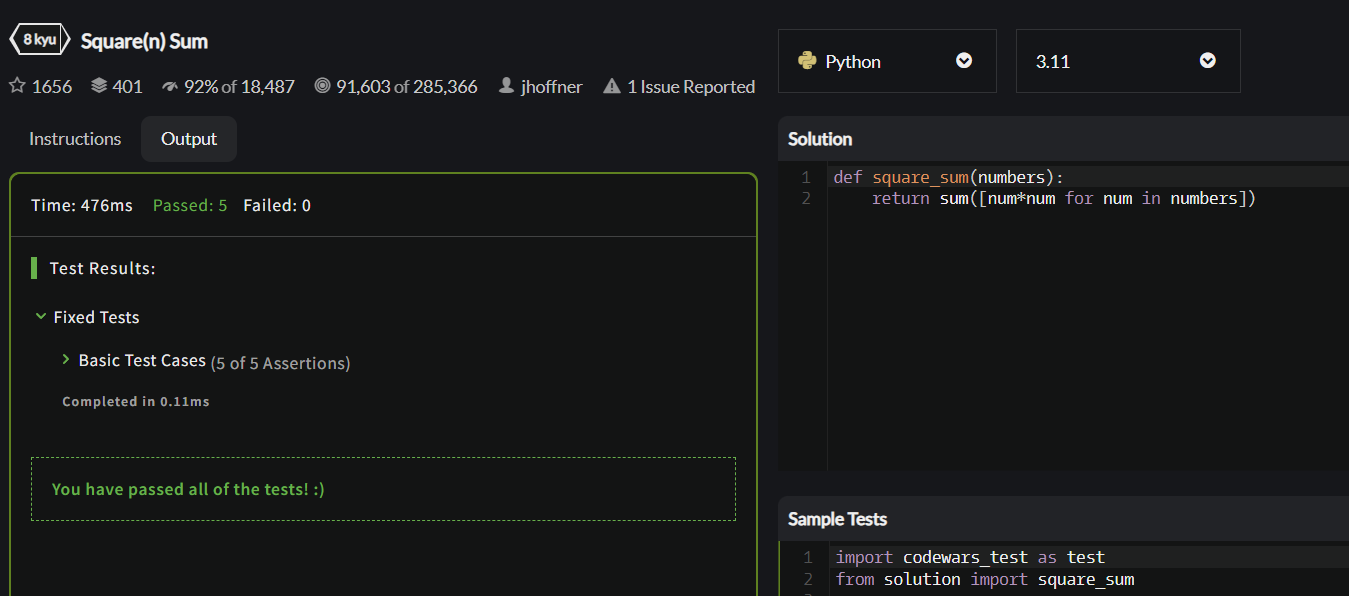 8 kyu Square(n) Sum
1656 401 92% of 18,487 91,603 of 285,366 jhoffner 1 Issue Reported
Instructions Output
Time: 476ms Passed: 5 Failed: 0
Test Results:
Fixed Tests
Basic Test Cases (5 of 5 Assertions)
Completed in 0.11ms
You have passed all of the tests! :)
Python 3.11
Solution
1 def square_sum(numbers):
2 return sum([num*num for num in numbers])
Sample Tests
1 import codewars_test as test
2 from solution import square_sum